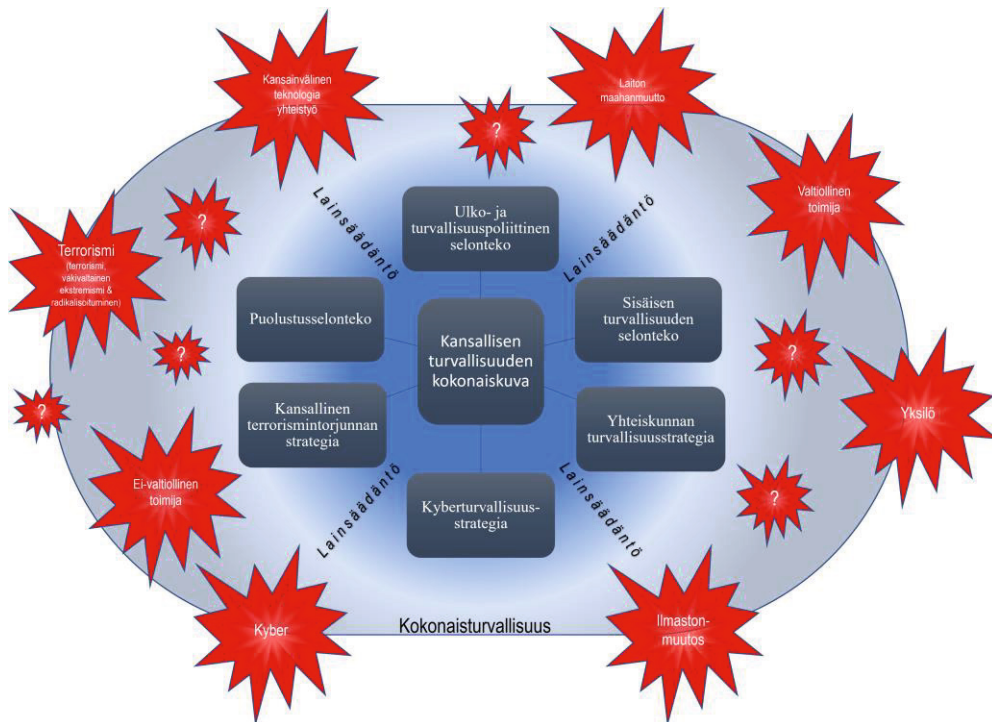 Kansainvälinen
teknologia
yhteistyö
Laiton
maahanmuutto
?
Valtiollinen
toimija
?
Terrorismi
(terrorismi,
väkivaltainen
ekstremismi &
radikalisoituminen)
Lainsäädäntö
Lainsäädäntö
Ulko- ja
turvallisuuspoliittinen
selonteko
Puolustusselonteko
Kansallisen
turvallisuuden
kokonaiskuva
Sisäisen
turvallisuuden
selonteko
?
?
?
Yksilö
Kansallinen
terrorismintorjunnan
strategia
Yhteiskunnan
turvallisuusstrategia
Ei-valtiollinen
toimija
?
Kyberturvallisuus-
strategia
Lainsäädäntö
Lainsäädäntö
Kyber
Kokonaisturvallisuus
Ilmaston-
muutos